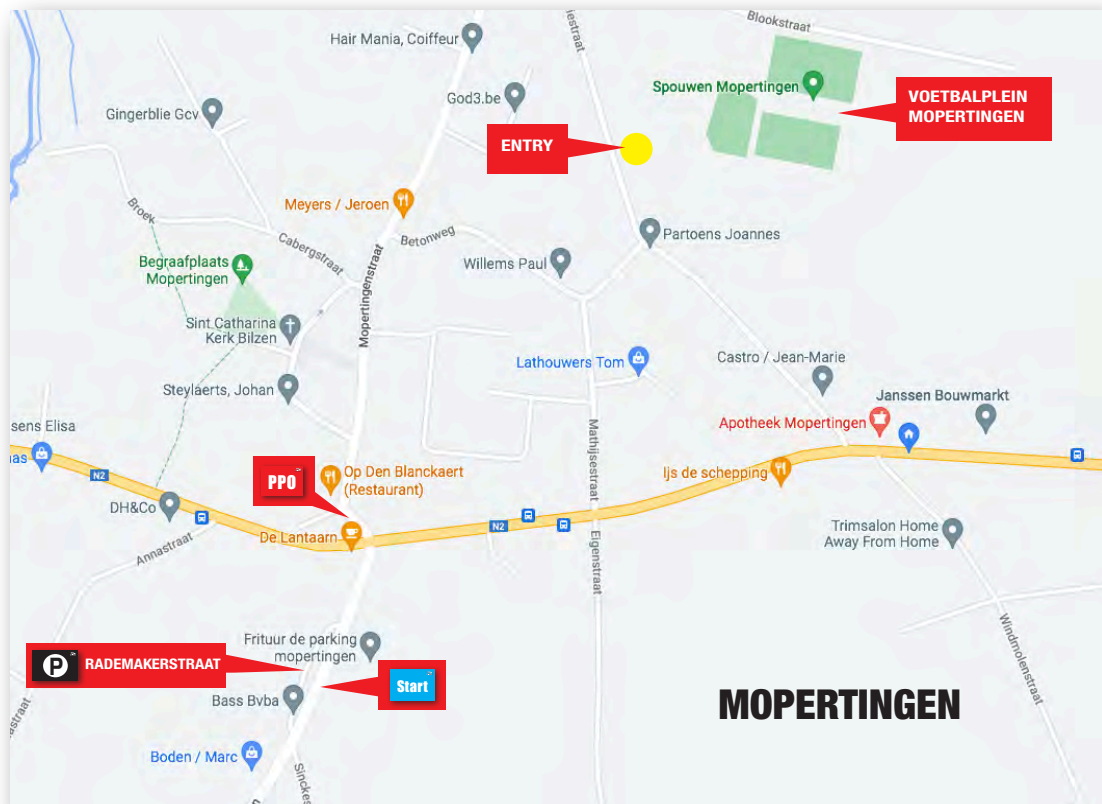 Blookstraat
iestraat
Hair Mania, Coiffeur
Spouwen Mopertingen
VOETBALPLEIN
MOPERTINGEN
God3.be
Gingerblie Gcv
ENTRY
Meyers / Jeroen
Broek
Cabergstraat
Betonweg
Partoens Joannes
Willems Paul
Begraafplaats
Mopertingen
Mopertingenstraat
Sint Catharina
Kerk Bilzen
Lathouwers Tom
Castro / Jean-Marie
Steylaerts, Johan
Janssen Bouwmarkt
Apotheek Mopertingen
sens Elisa
nas
Mathijsestraat
Op Den Blanckaert
(Restaurant)
Ijs de schepping
N2
PPO
DH&Co
N2
De Lantaarn
Annastraat
Eigenstraat
Trimsalon Home
Away From Home
Frituur de parking
mopertingen
P
RADEMAKERSTRAAT
Start
Windmolenstraat
Bass Bvba
MOPERTINGEN
astraat
Boden / Marc
Sinckes